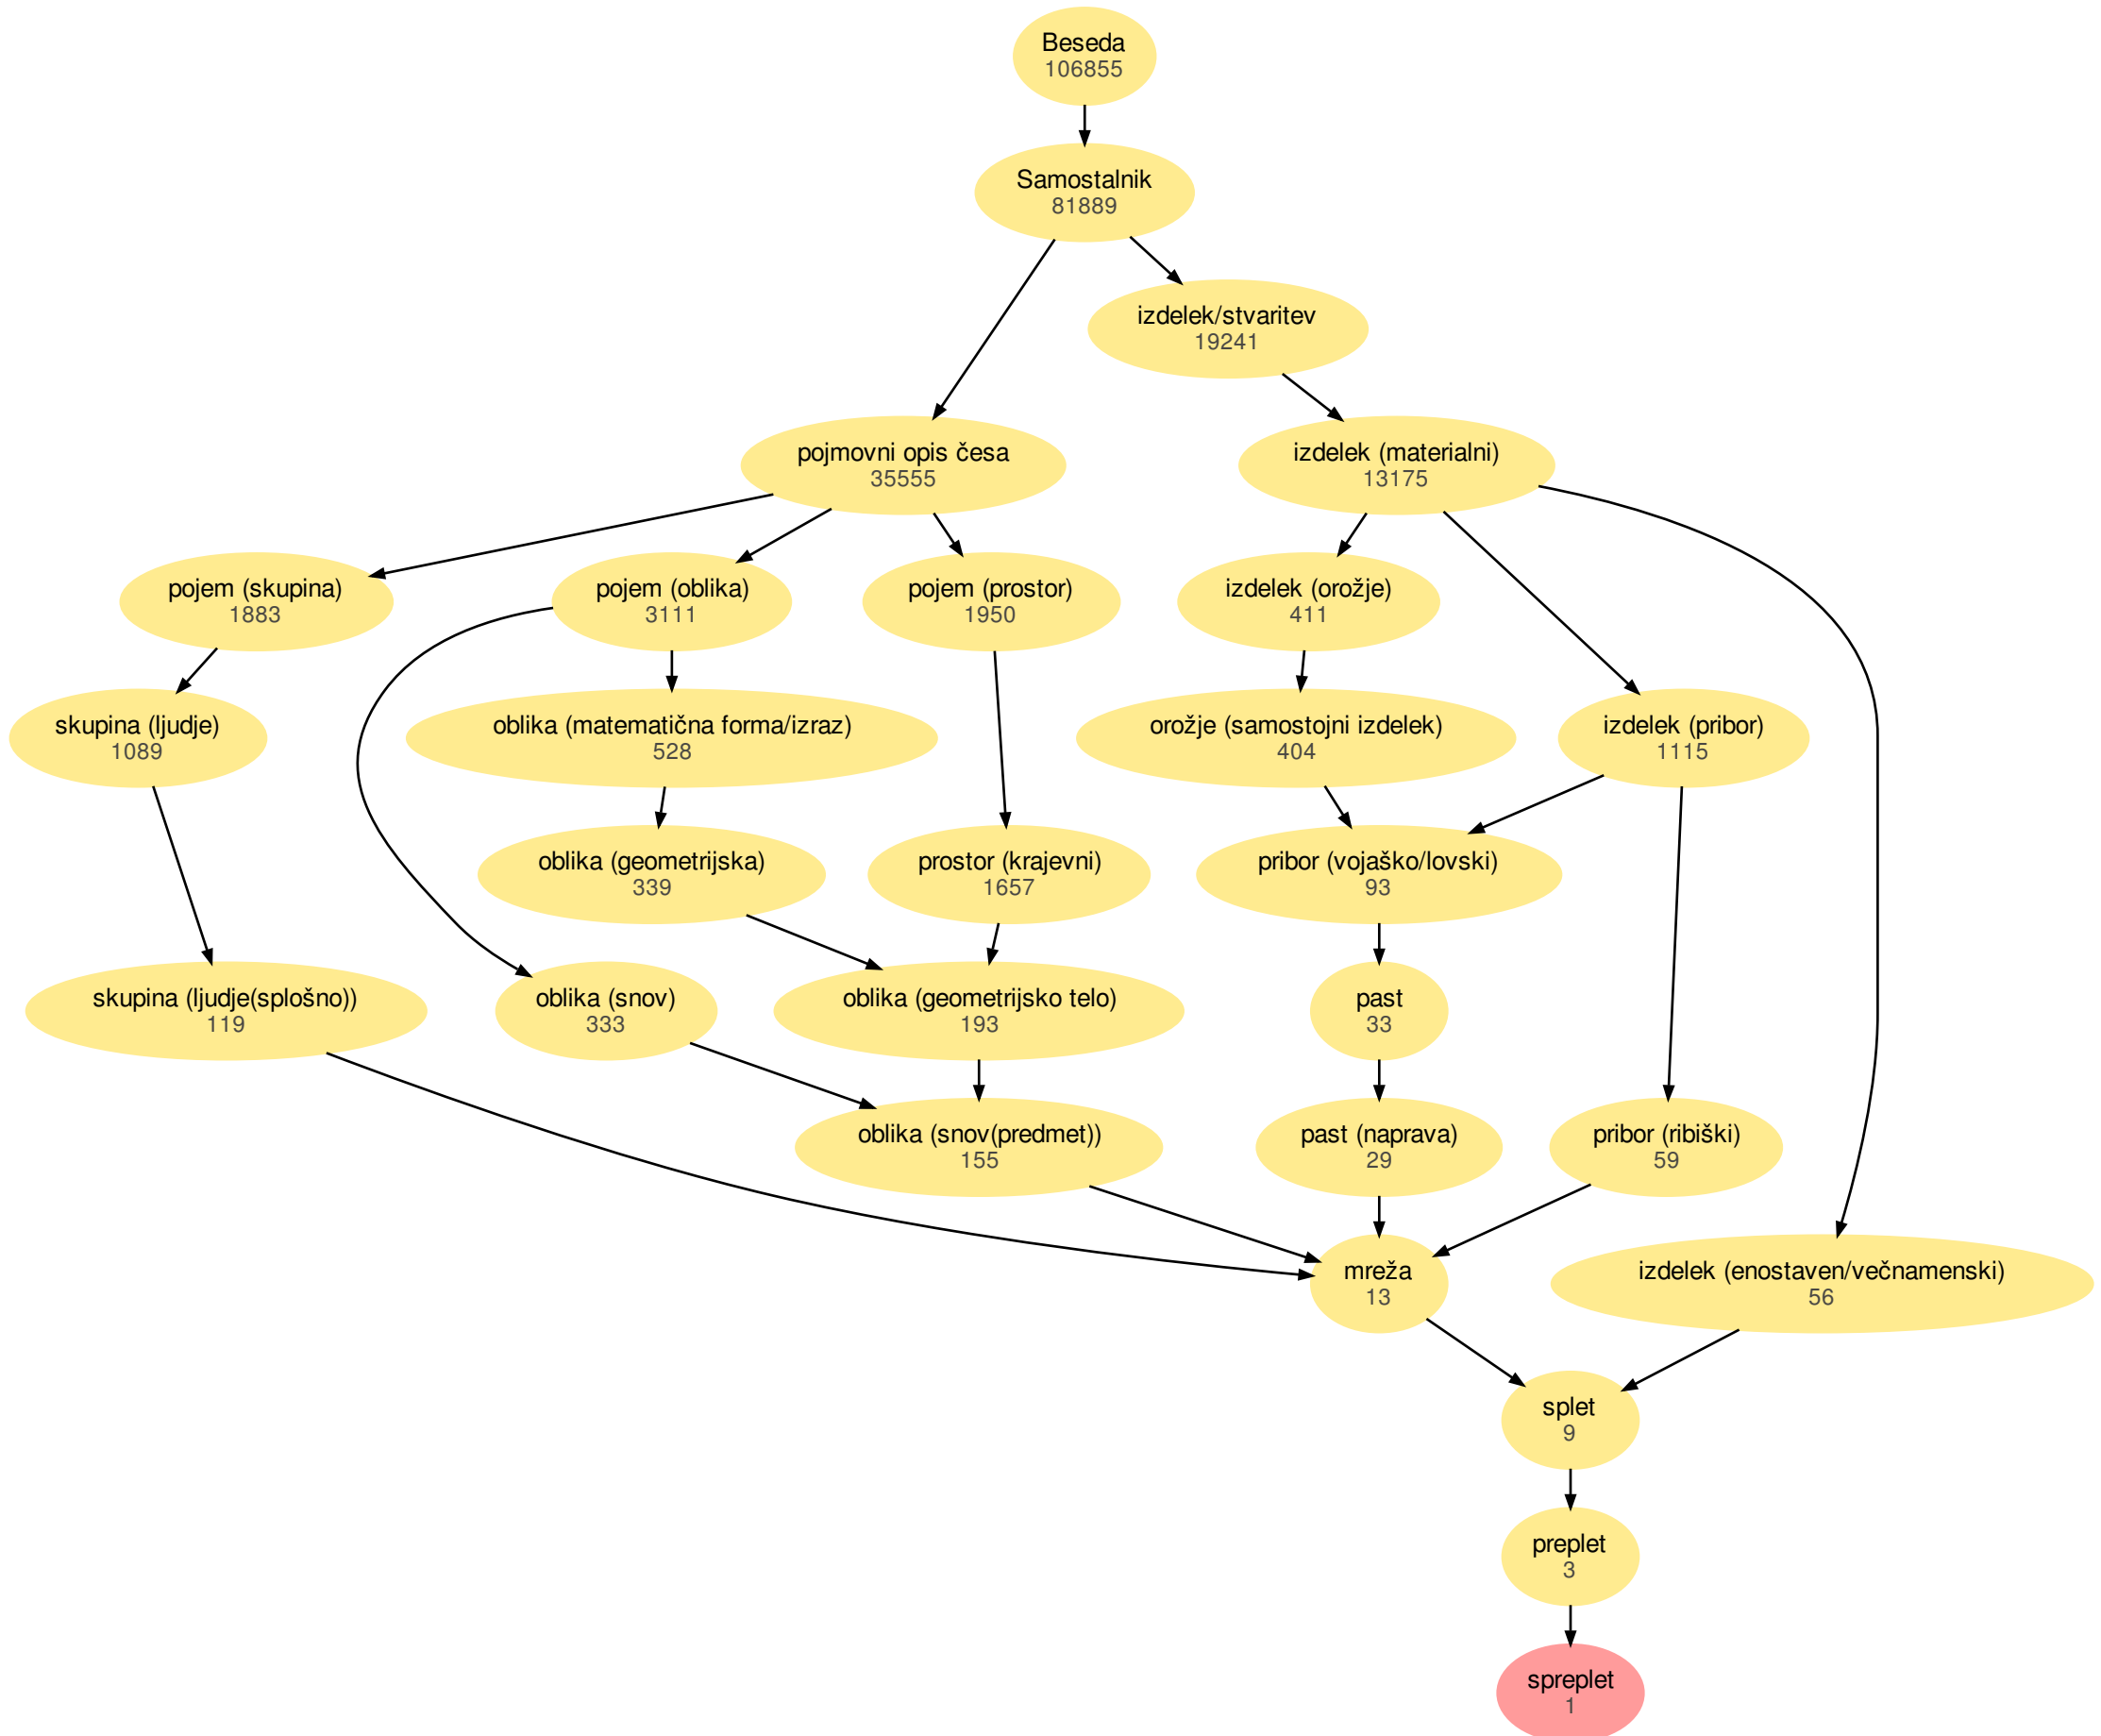 Beseda
106855
Samostalnik
81889
izdelek/stvaritev
19241
pojmovni opis česa
35555
izdelek (materialni)
13175
pojem (skupina)
1883
pojem (oblika)
3111
pojem (prostor)
1950
izdelek (orožje)
411
skupina (ljudje)
1089
oblika (matematična forma/izraz)
528
orožje (samostojni izdelek)
404
izdelek (pribor)
1115
oblika (geometrijska)
339
prostor (krajevni)
1657
pribor (vojaško/lovski)
93
skupina (ljudje(splošno))
119
oblika (snov)
333
oblika (geometrijsko telo)
193
past
33
oblika (snov(predmet))
155
past (naprava)
29
pribor (ribiški)
59
mreža
13
izdelek (enostaven/večnamenski)
56
splet
9
preplet
3
spreplet
1